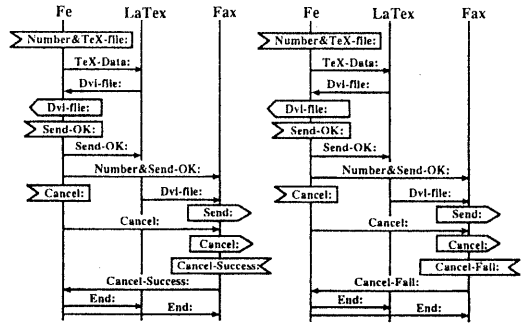 Fe LaTex Fax
Number&TeX-file:
TeX-Data:
Dvi-file:
Dvi-file:
Send-OK:
Send-OK:
Number&Send-OK:
Cancel:
Dvi-file:
Send:
Cancel:
Cancel:
Cancel-Success:
Cancel-Success:
End:
End:
Fe LaTex Fax
Number&TeX-file:
TeX-Data:
Dvi-file:
Dvi-file:
Send-OK:
Send-OK:
Number&Send-OK:
Cancel:
Dvi-file:
Send:
Cancel:
Cancel:
Cancel-Fail:
Cancel-Fail:
End:
End: